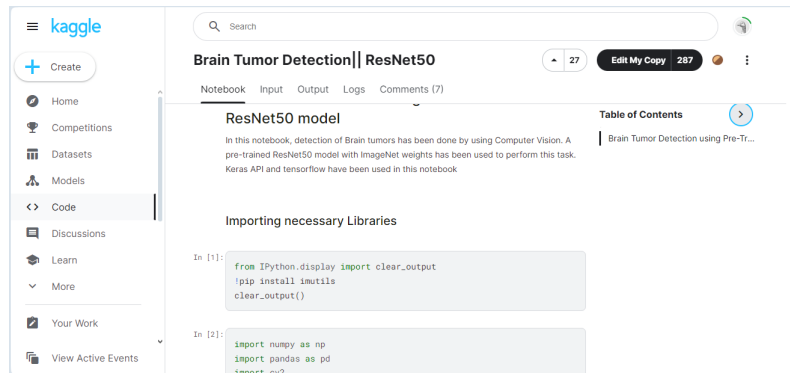 kaggle
Search
Create
Brain Tumor Detection|| ResNet50
27
Edit My Copy 287
Notebook Input Output Logs Comments (7)
Home
Competitions
Datasets
Models
Code
Discussions
Learn
More
Your Work
View Active Events
ResNet50 model
In this notebook, detection of Brain tumors has been done by using Computer Vision. A
pre-trained ResNet50 model with ImageNet weights has been used to perform this task.
Keras API and tensorflow have been used in this notebook
Importing necessary Libraries
In [1]:
from IPython.display import clear_output
!pip install imutils
clear_output()
In [2]:
import numpy as np
import pandas as pd
import cv2
Table of Contents
Brain Tumor Detection using Pre-Tr...